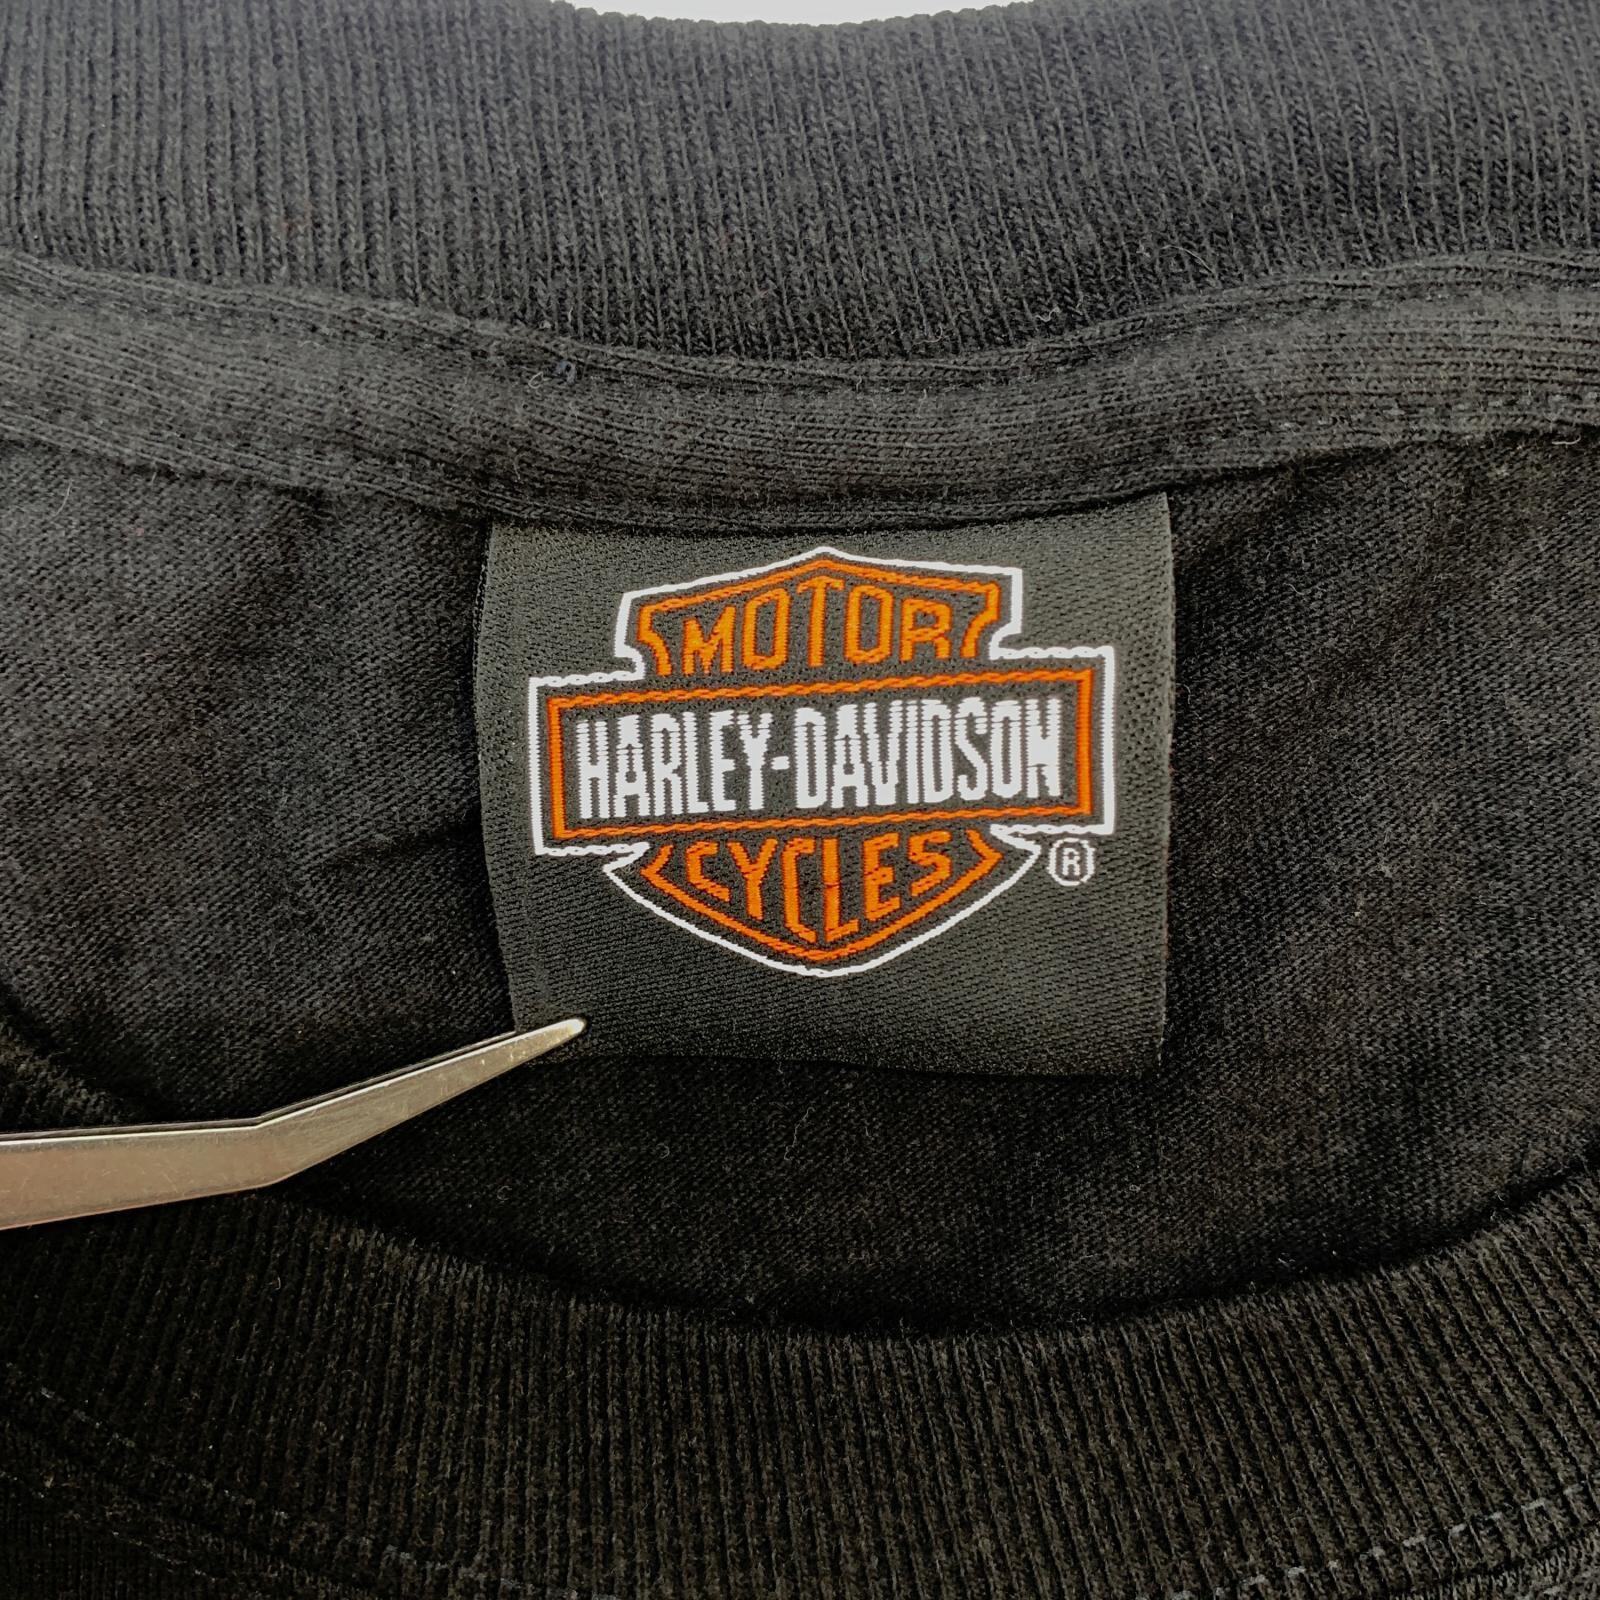 MOTOR
HARLEY-DAVIDSON
CYCLES
®